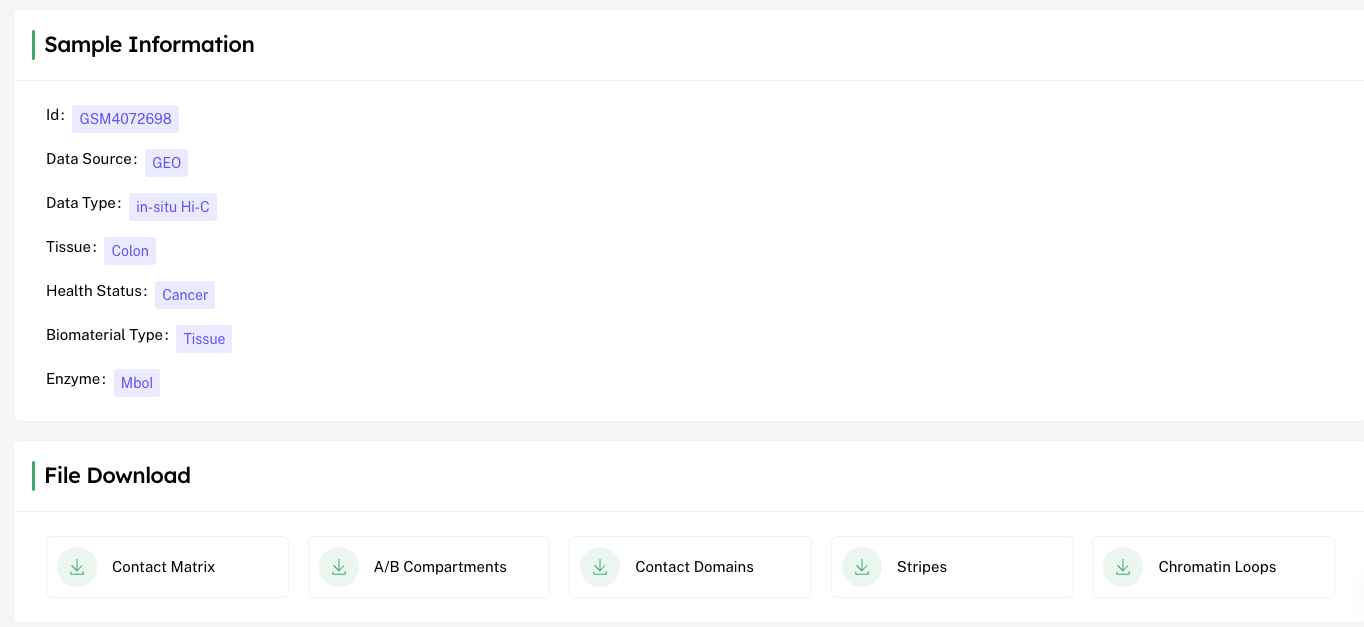 Sample Information
Id: GSM4072698
Data Source: GEO
Data Type: in-situ Hi-C
Tissue: Colon
Health Status: Cancer
Biomaterial Type: Tissue
Enzyme: MboI
File Download
Contact Matrix A/B Compartments Contact Domains Stripes Chromatin Loops